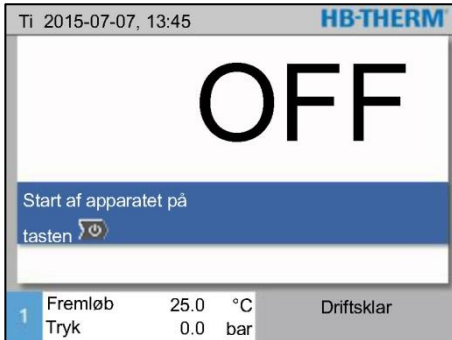 Ti 2015-07-07, 13:45 HB-THERM
OFF
Start af apparatet på
tasten
1 Fremløb 25.0 °C Driftsklar
Tryk 0.0 bar